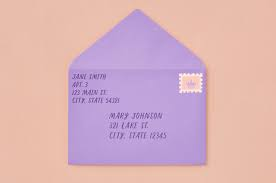 JANE SMITH
APT. 3
123 MAIN ST.
CITY, STATE 54321
MARY JOHNSON
321 LAKE ST.
CITY, STATE 12345